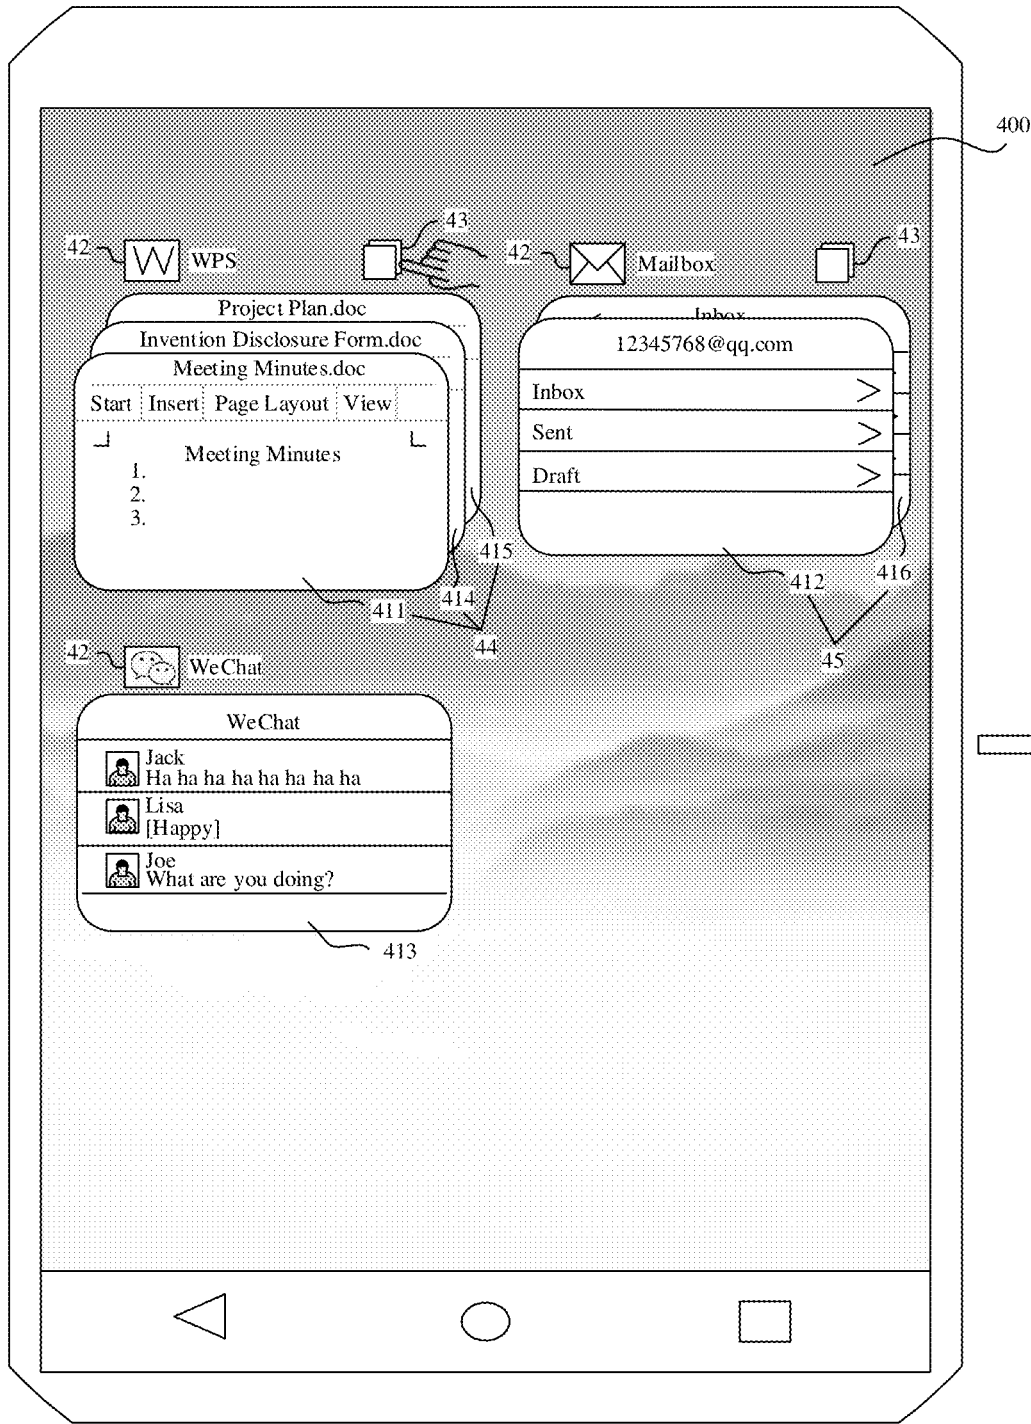 400
42
W
WPS
43
42
Mailbox
43
Project Plan.doc
Invention Disclosure Form.doc
Meeting Minutes.doc
Start Insert Page Layout View
Meeting Minutes
1.
2.
3.
Inbox
12345768@qq.com
Inbox
Sent
Draft
415
414
411
44
412
416
45
42
WeChat
WeChat
Jack
Ha ha ha ha ha ha ha ha
Lisa
[Happy]
Joe
What are you doing?
413